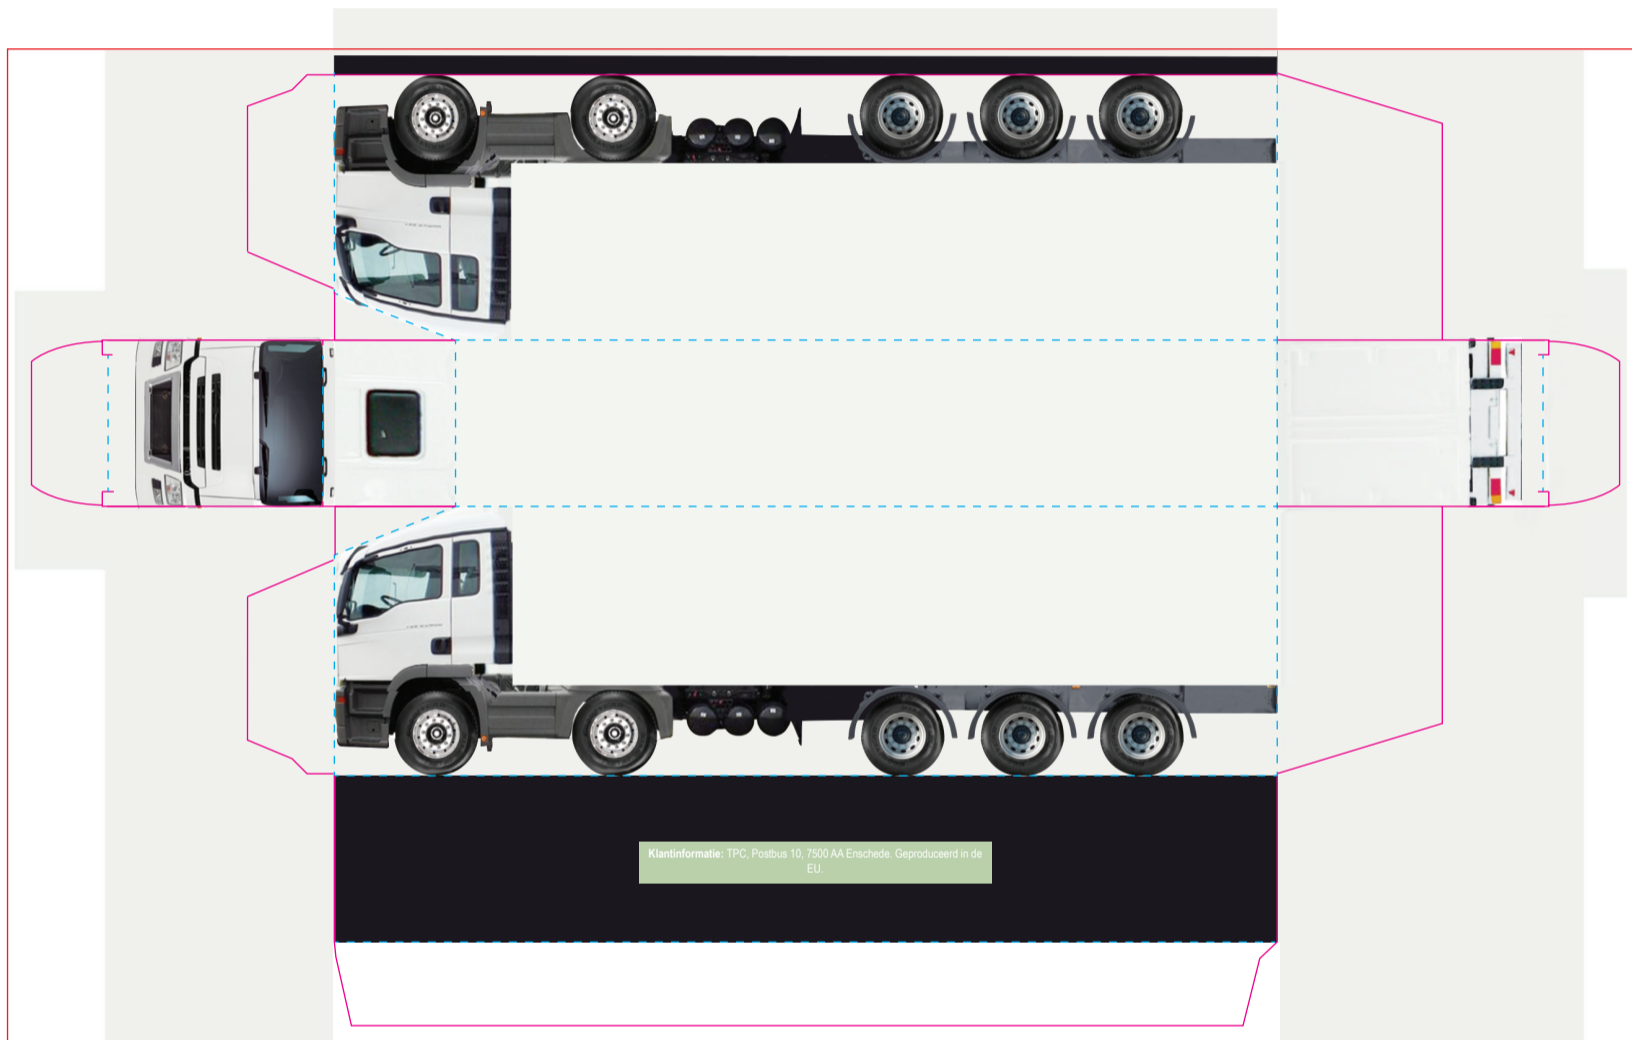 Klantinformatie: TPC, Postbus 10, 7500 AA Enschede. Geproduceerd in de
EU.